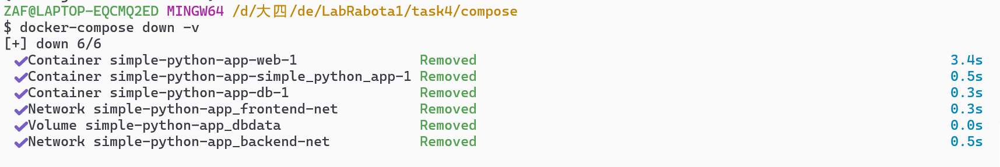 ZAF@LAPTOP-EQCMQ2ED MINGW64 /d/大四/de/LabRabota1/task4/compose
$ docker-compose down -v
[+] down 6/6
✔Container simple-python-app-web-1 Removed 3.4s
✔Container simple-python-app-simple_python_app-1 Removed 0.5s
✔Container simple-python-app-db-1 Removed 0.3s
✔Network simple-python-app_frontend-net Removed 0.3s
✔Volume simple-python-app_dbdata Removed 0.0s
✔Network simple-python-app_backend-net Removed 0.5s